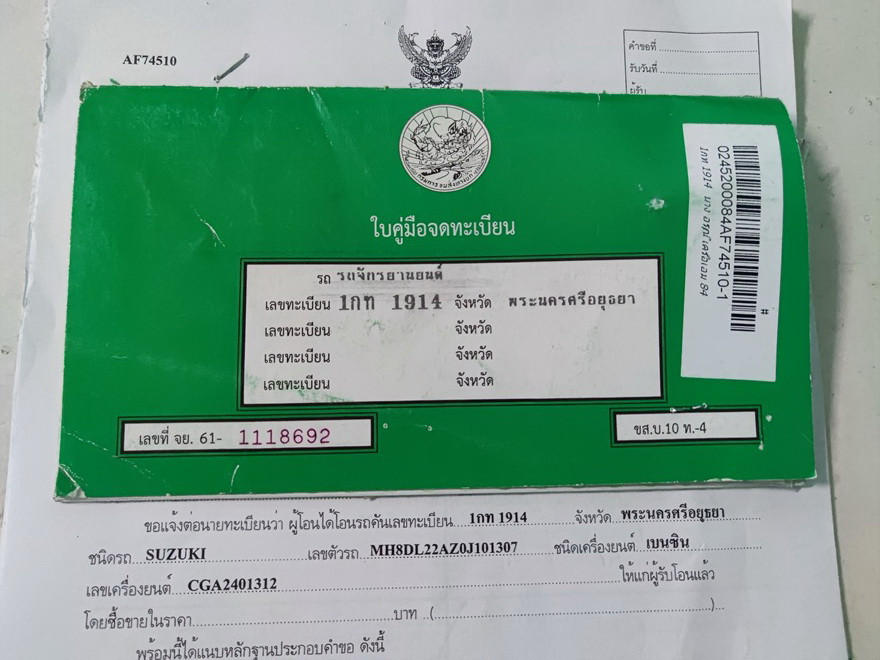 AF74510
คำขอที่
รับวันที่
ผู้รับ
ใบคู่มือจดทะเบียน
รถ รถจักรยานยนต์
เลขทะเบียน 1กท 1914 จังหวัด พระนครศรีอยุธยา
เลขทะเบียน จังหวัด
เลขทะเบียน จังหวัด
เลขทะเบียน จังหวัด
เลขที่ จย. 61- 1118692
ขส.บ.10 ท.-4
0245200084AF74510-1
#
1กท 1914 นาง
ขอแจ้งต่อนายทะเบียนว่า ผู้โอนได้โอนรถคันเลขทะเบียน 1กท 1914 จังหวัด พระนครศรีอยุธยา
ชนิดรถ SUZUKI เลขตัวรถ MH8DL22AZ0J101307 ชนิดเครื่องยนต์ เบนซิน
เลขเครื่องยนต์ CGA2401312 ให้แก่ผู้รับโอนแล้ว
โดยซื้อขายในราคา บาท (....)
พร้อมนี้ได้แนบหลักฐานประกอบคำขอ ดังนี้